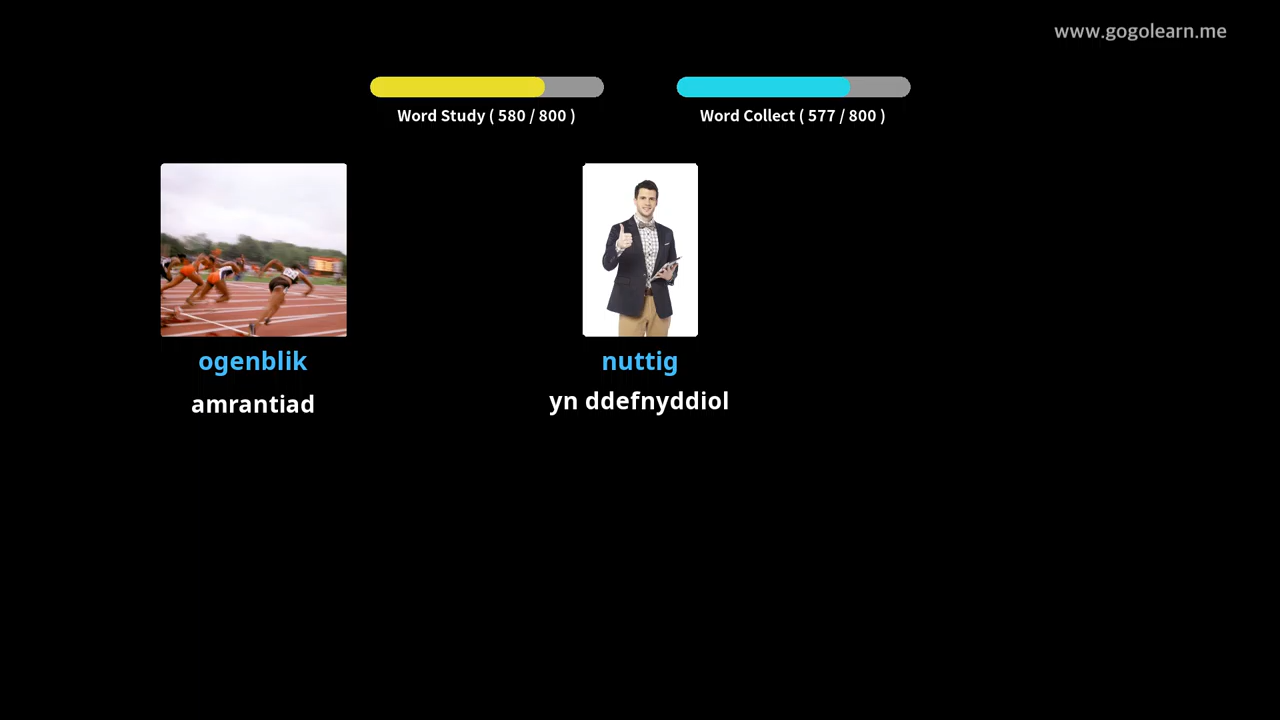 www.gogolearn.me
Word Study ( 580 / 800 )
Word Collect ( 577 / 800 )
ogenblik
nuttig
amrantiad
yn ddefnyddiol